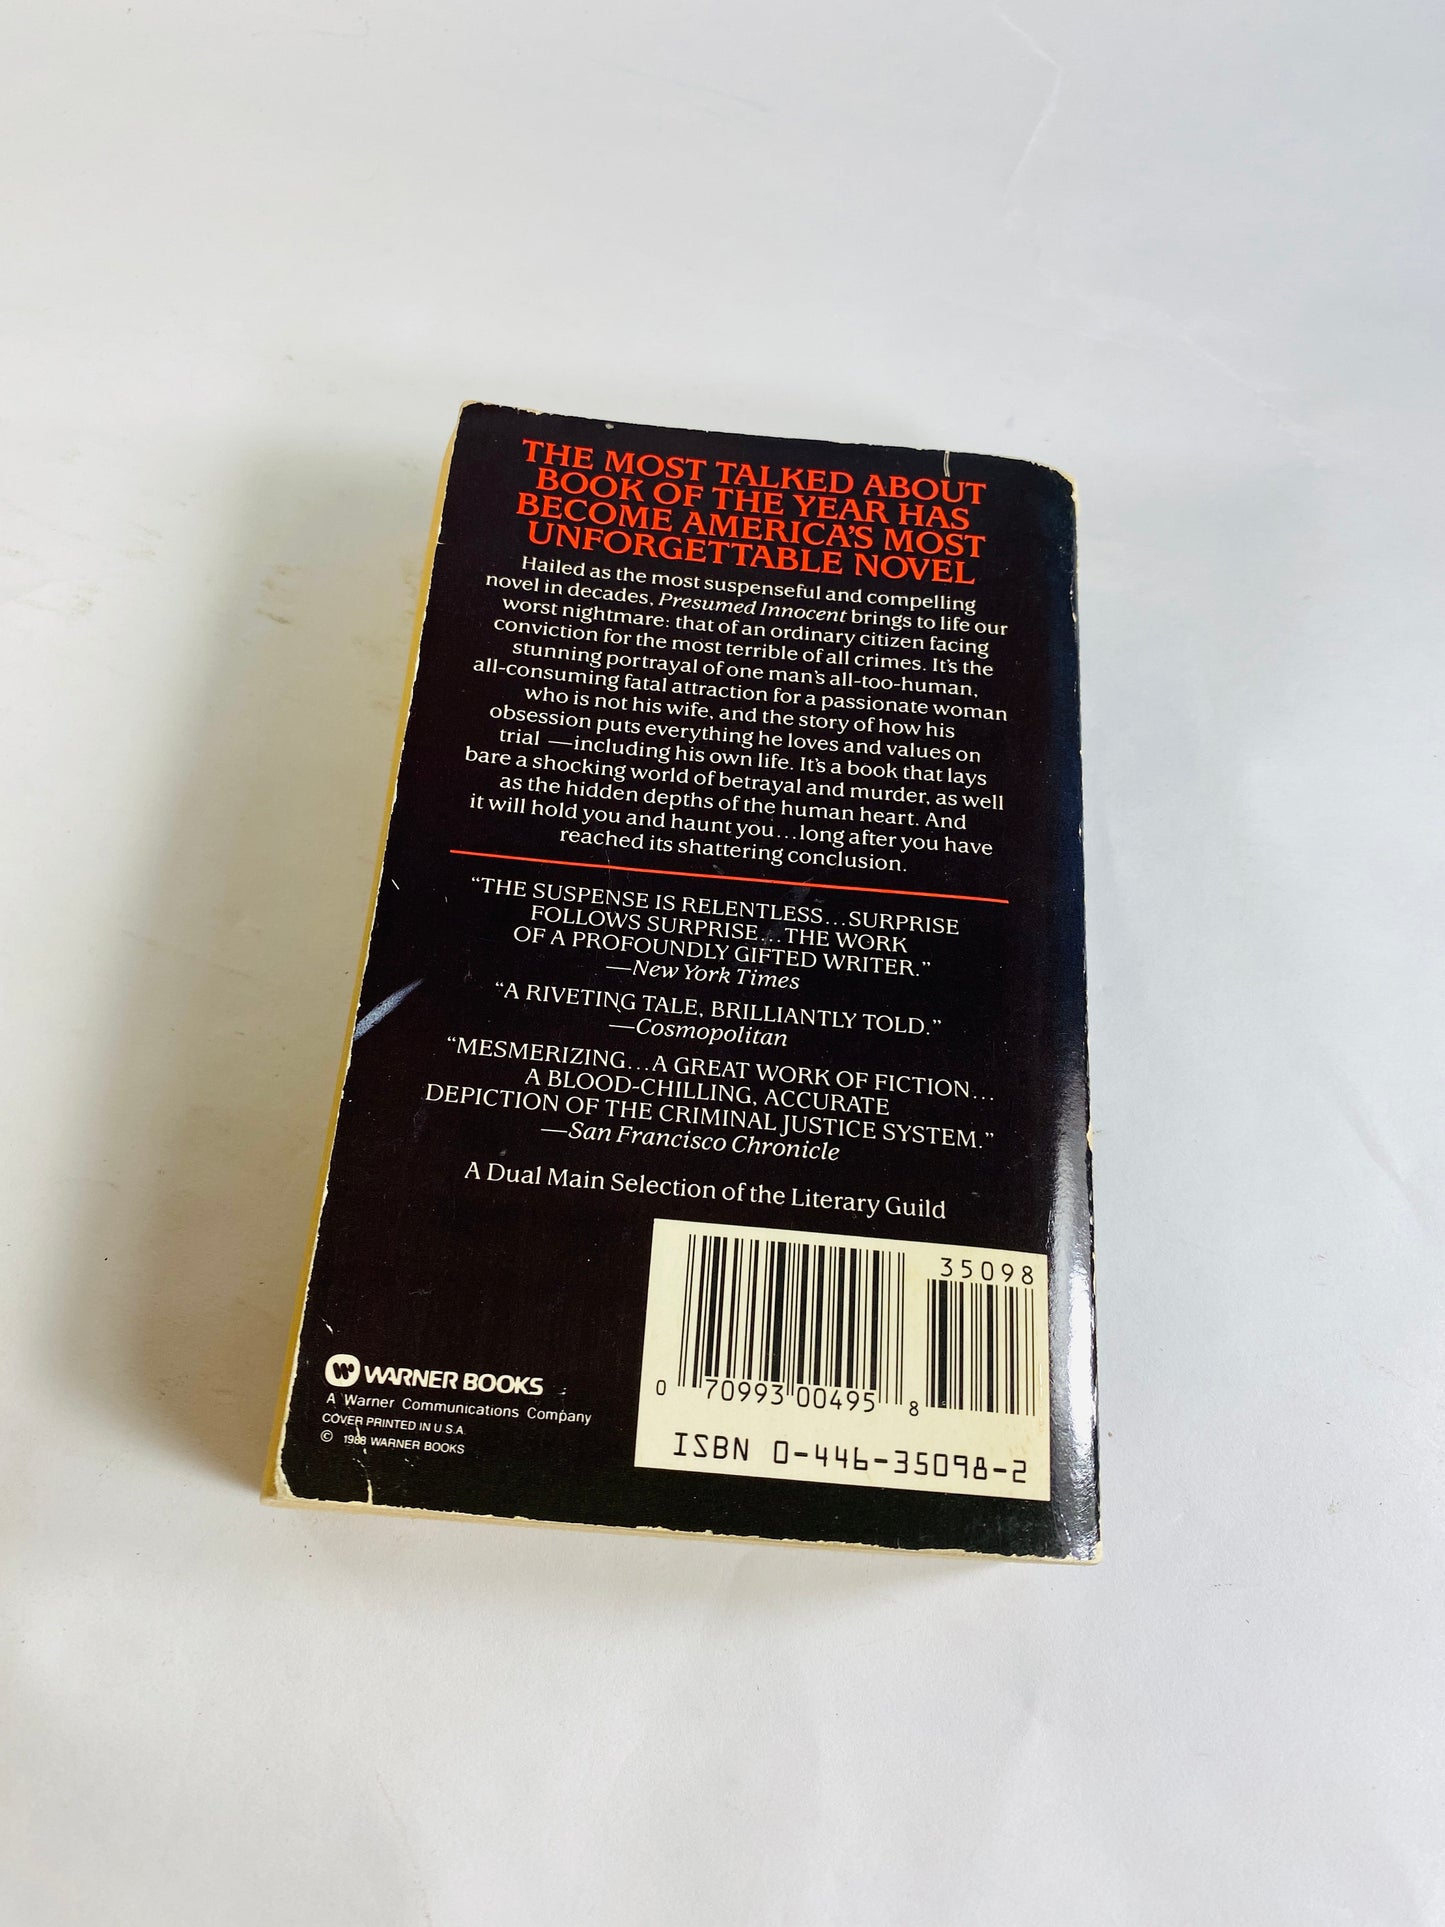 THE MOST TALKED ABOUT
BOOK OF THE YEAR HAS
BECOME AMERICA'S MOST
UNFORGETTABLE NOVEL
Hailed as the most suspenseful and compelling
novel in decades, Presumed Innocent brings to life our
worst nightmare: that of an ordinary citizen facing
conviction for the most terrible of all crimes. It's the
stunning portrayal of one man's all-too-human,
all-consuming fatal attraction for a passionate woman
who is not his wife, and the story of how his
obsession puts everything he loves and values on
trial —including his own life. It's a book that lays
bare a shocking world of betrayal and murder, as well
as the hidden depths of the human heart. And
it will hold you and haunt you...long after you have
reached its shattering conclusion.
“THE SUSPENSE IS RELENTLESS...SURPRISE
FOLLOWS SURPRISE...THE WORK
OF A PROFOUNDLY GIFTED WRITER.”
—New York Times
“A RIVETING TALE, BRILLIANTLY TOLD.”
—Cosmopolitan
“MESMERIZING...A GREAT WORK OF FICTION...
A BLOOD-CHILLING, ACCURATE
DEPICTION OF THE CRIMINAL JUSTICE SYSTEM.”
—San Francisco Chronicle
A Dual Main Selection of the Literary Guild
35098
0 70993 00495 8
ISBN 0-446-35098-2
WARNER BOOKS
A Warner Communications Company
COVER PRINTED IN U.S.A.
© 1988 WARNER BOOKS